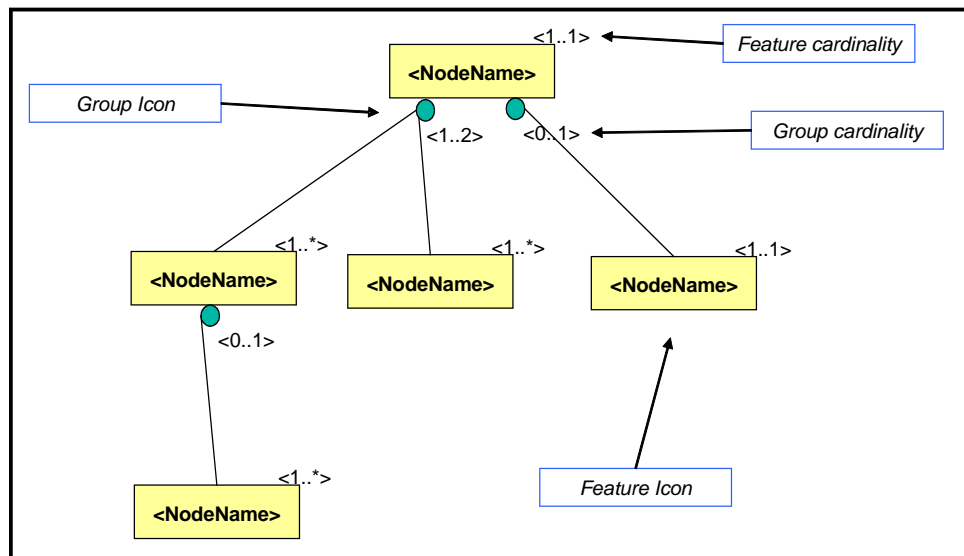 <1..1>
Feature cardinality
<NodeName>
Group Icon
<1..2>
<0..1>
Group cardinality
<1..*>
<1..*>
<1..1>
<NodeName>
<NodeName>
<NodeName>
<0..1>
<1..*>
<NodeName>
Feature Icon